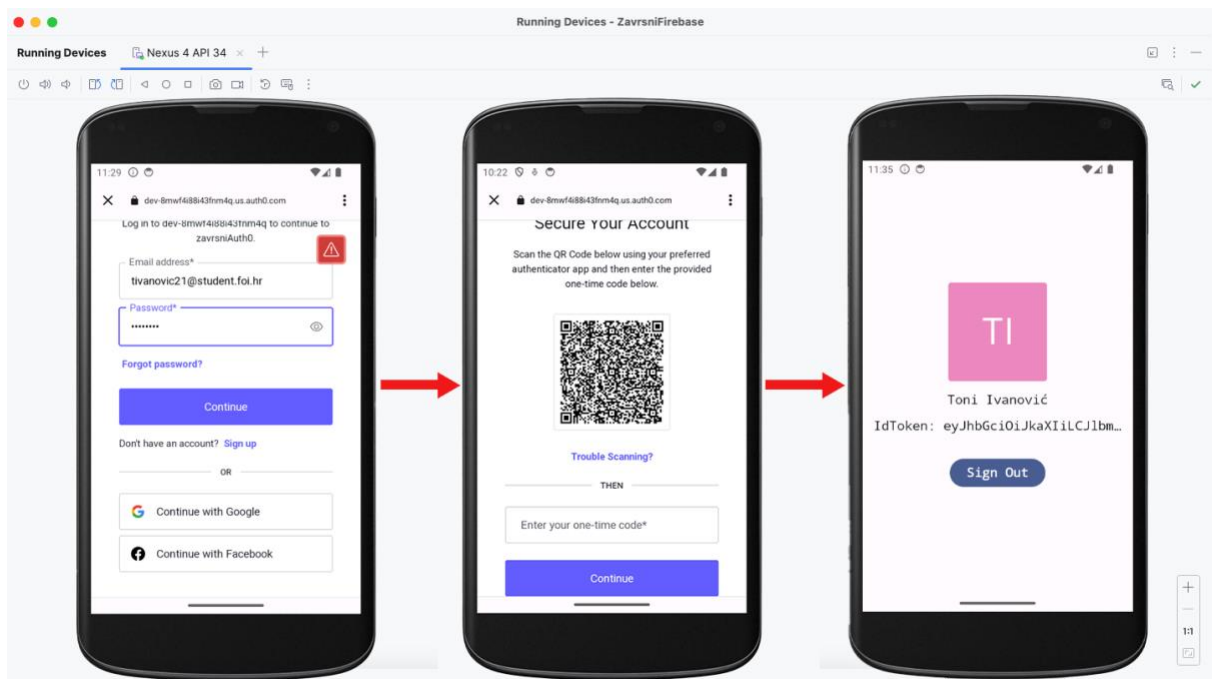 Running Devices - ZavrsniFirebase
Running Devices
Nexus 4 API 34
11:29
dev-8mwf4i88i43fnm4q.us.auth0.com
Log in to dev-8mwf4i88i43fnm4q to continue to
zavrsniAuth0.
Email address*
tivanovic21@student.foi.hr
Password*
••••••••
Forgot password?
Continue
Don't have an account? Sign up
OR
Continue with Google
Continue with Facebook
10:22
dev-8mwf4i88i43fnm4q.us.auth0.com
Secure Your Account
Scan the QR Code below using your preferred
authenticator app and then enter the provided
one-time code below.
Trouble Scanning?
THEN
Enter your one-time code*
Continue
11:35
TI
Toni Ivanović
IdToken: eyJhbGciOiJkaXIiLCJlbm…
Sign Out
1:1